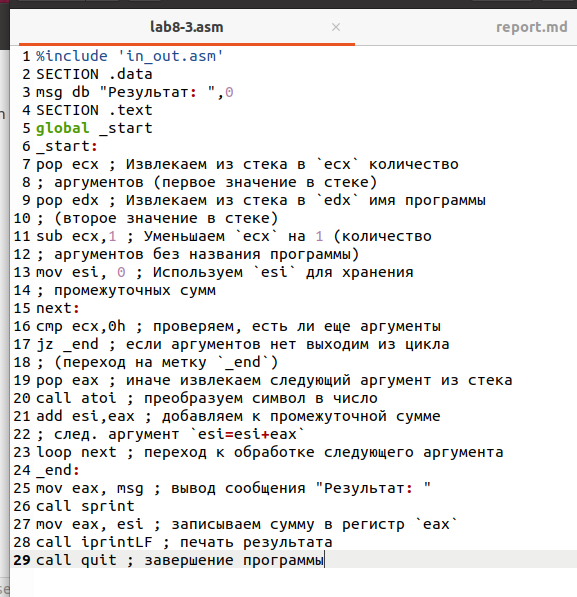 lab8-3.asm × report.md
1 %include 'in_out.asm'
2 SECTION .data
3 msg db "Результат: ",0
4 SECTION .text
5 global _start
6 _start:
7 pop ecx ; Извлекаем из стека в `ecx` количество
8 ; аргументов (первое значение в стеке)
9 pop edx ; Извлекаем из стека в `edx` имя программы
10 ; (второе значение в стеке)
11 sub ecx,1 ; Уменьшаем `ecx` на 1 (количество
12 ; аргументов без названия программы)
13 mov esi, 0 ; Используем `esi` для хранения
14 ; промежуточных сумм
15 next:
16 cmp ecx,0h ; проверяем, есть ли еще аргументы
17 jz _end ; если аргументов нет выходим из цикла
18 ; (переход на метку `_end`)
19 pop eax ; иначе извлекаем следующий аргумент из стека
20 call atoi ; преобразуем символ в число
21 add esi,eax ; добавляем к промежуточной сумме
22 ; след. аргумент `esi=esi+eax`
23 loop next ; переход к обработке следующего аргумента
24 _end:
25 mov eax, msg ; вывод сообщения "Результат: "
26 call sprint
27 mov eax, esi ; записываем сумму в регистр `eax`
28 call iprintLF ; печать результата
29 call quit ; завершение программы